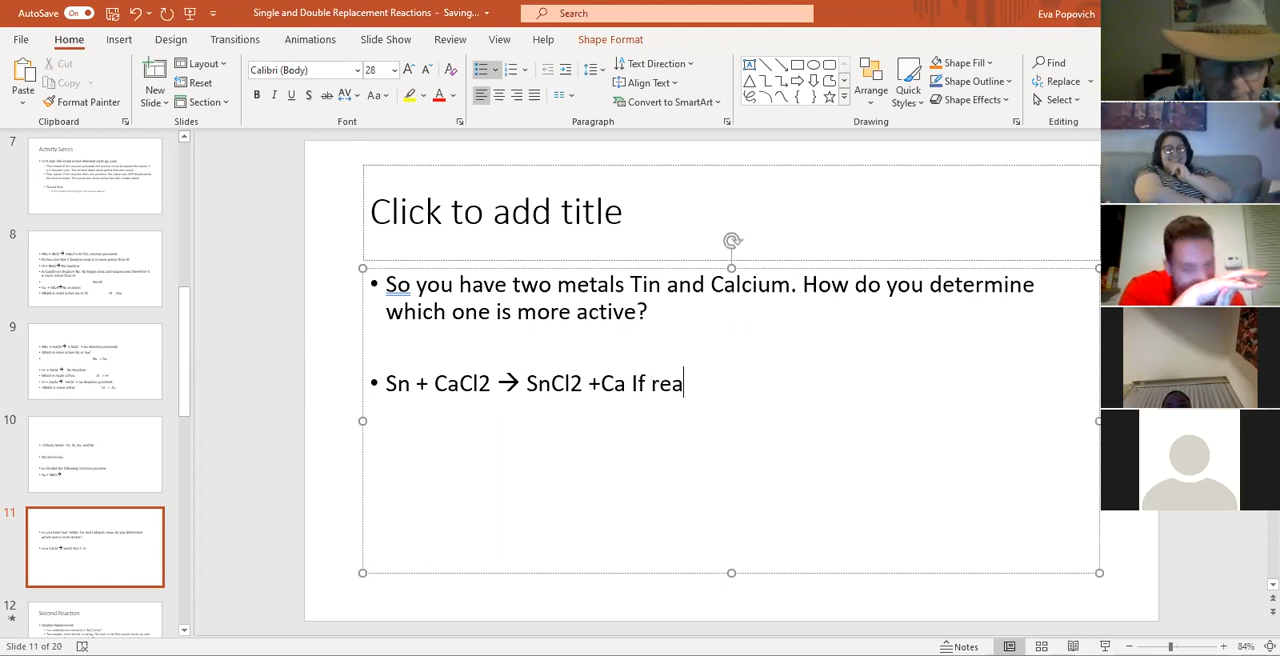 AutoSave On Single and Double Replacement Reactions - Saving... Search Eva Popovich
File Home Insert Design Transitions Animations Slide Show Review View Help Shape Format
Paste Cut Copy Format Painter
Clipboard
New Slide Layout Reset Section
Slides
Calibri (Body) 28
B I U S ab AV Aa A
Font
Text Direction Align Text Convert to SmartArt
Paragraph
Arrange Quick Styles Shape Fill Shape Outline Shape Effects
Drawing
Find Replace Select
Editing
7
Activity Series
8
9
10
11
12
Second Reaction
Click to add title
• So you have two metals Tin and Calcium. How do you determine
which one is more active?
• Sn + CaCl2 → SnCl2 +Ca If rea
Slide 11 of 20 Notes 84%